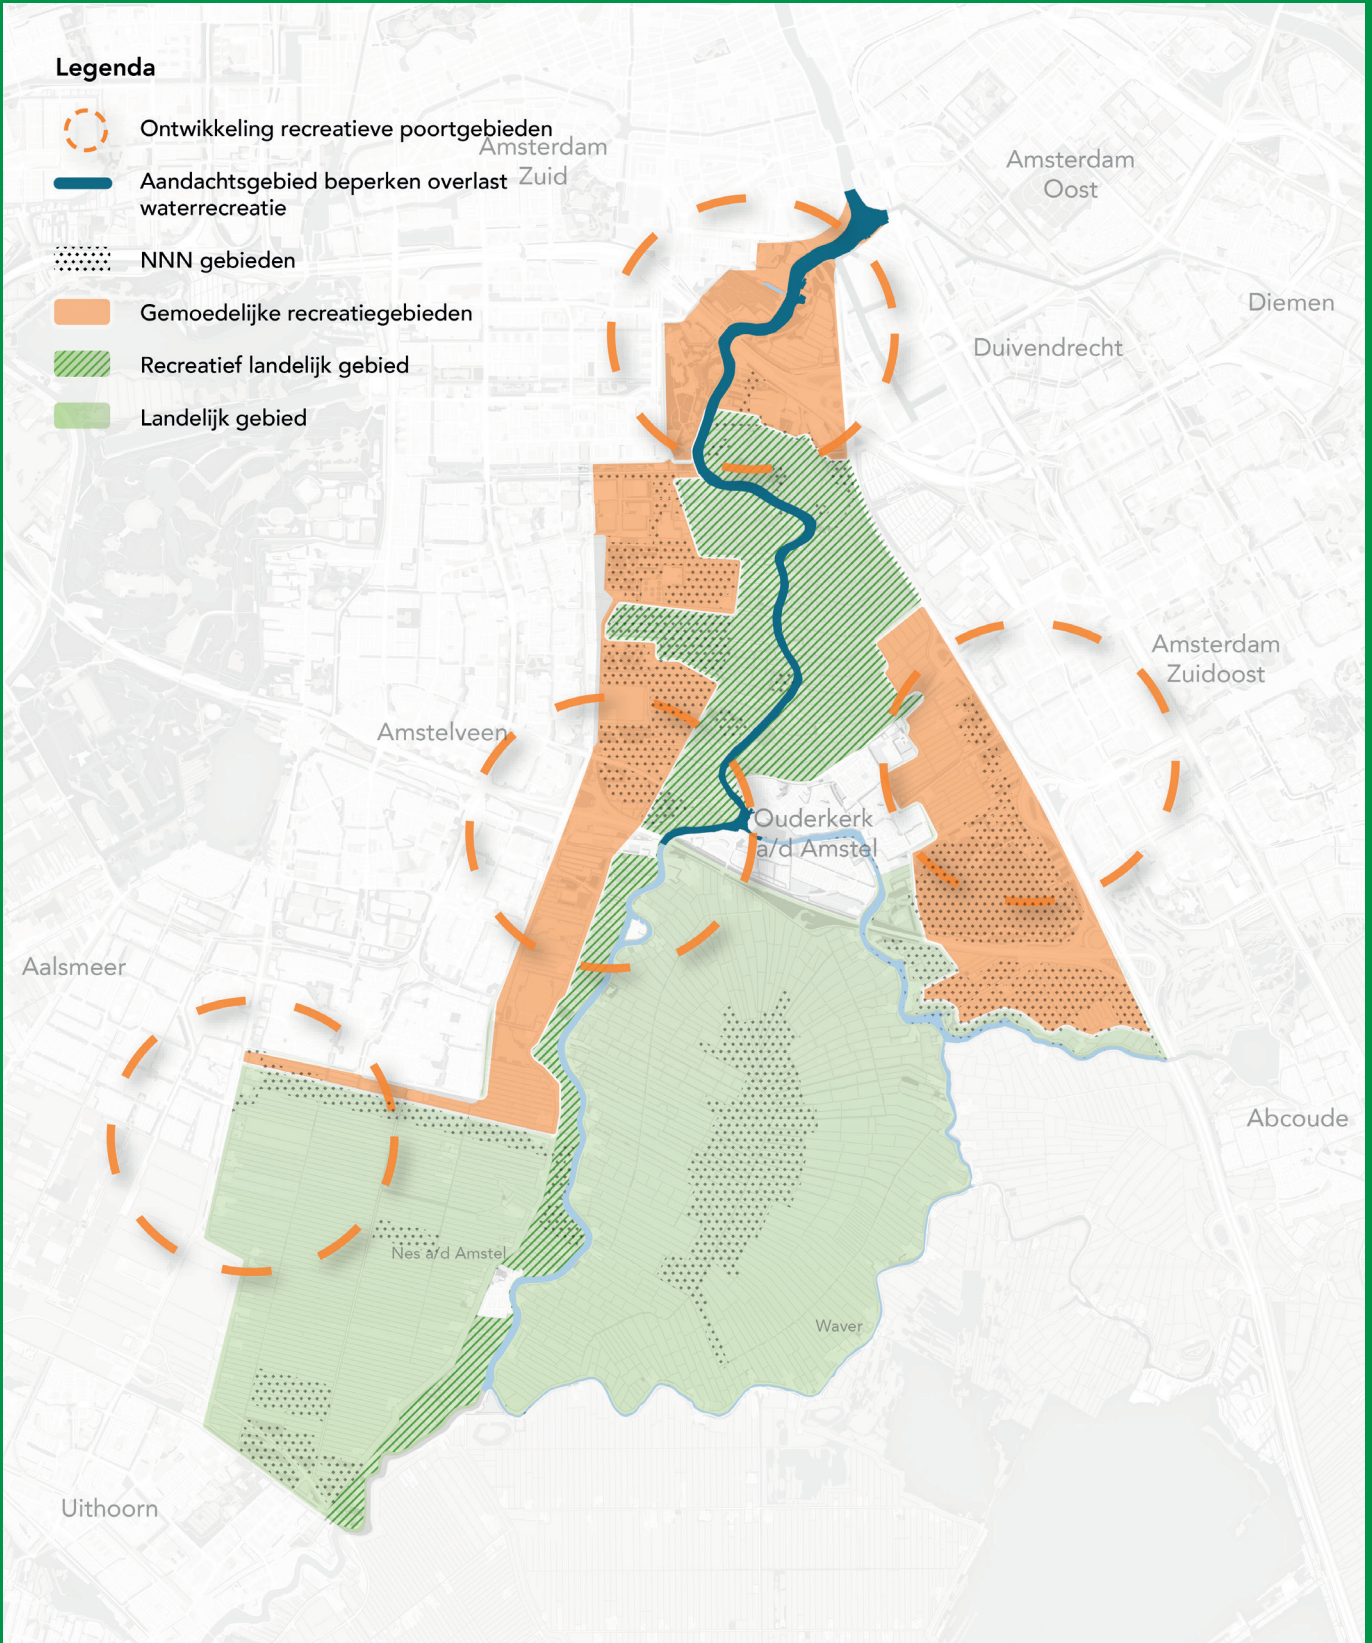 Legenda
Ontwikkeling recreatieve poortgebieden
Aandachtsgebied beperken overlast
waterrecreatie
NNN gebieden
Gemoedelijke recreatiegebieden
Recreatief landelijk gebied
Landelijk gebied
Amsterdam
Zuid
Amsterdam
Oost
Diemen
Duivendrecht
Amsterdam
Zuidoost
Amstelveen
Ouderkerk
a/d Amstel
Aalsmeer
Abcoude
Nes a/d Amstel
Waver
Uithoorn